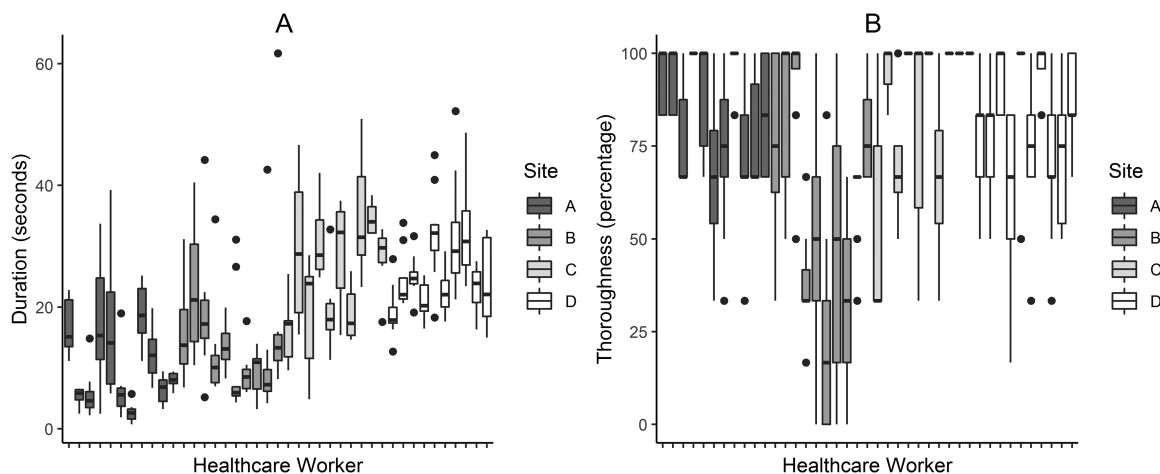 A
Duration (seconds)
60
40
20
0
Healthcare Worker
Site
A
B
C
D
B
Thoroughness (percentage)
100
75
50
25
0
Healthcare Worker
Site
A
B
C
D